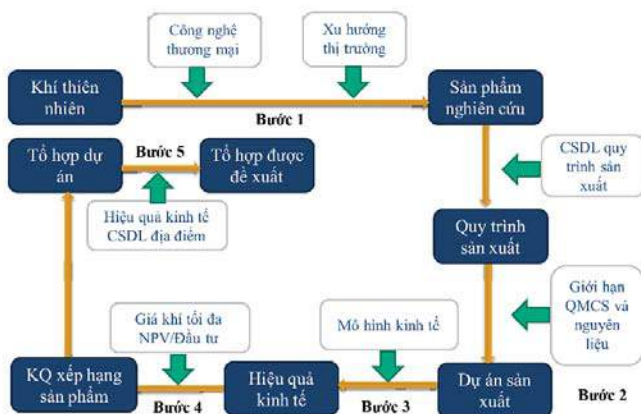 Công nghệ
thương mại
Xu hướng
thị trường
Khí thiên
nhiên
Bước 1
Sản phẩm
nghiên cứu
Tổ hợp dự
án
Bước 5
Tổ hợp được
đề xuất
CSDL quy
trình sản
xuất
Hiệu quả kinh tế
CSDL địa điểm
Quy trình
sản xuất
Giới hạn
QMCS và
nguyên
liệu
Giá khí tối đa
NPV/Đầu tư
Mô hình kinh tế
KQ xếp hạng
sản phẩm
Bước 4
Hiệu quả
kinh tế
Bước 3
Dự án sản
xuất
Bước 2